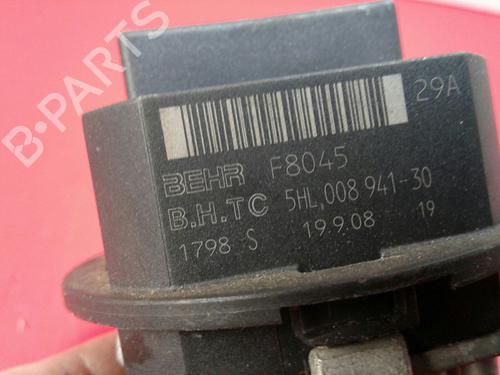 29A
BEHR F8045
B.H.TC 5HL,008 941-30
1798 S 19.9.08 19
B-PARTS